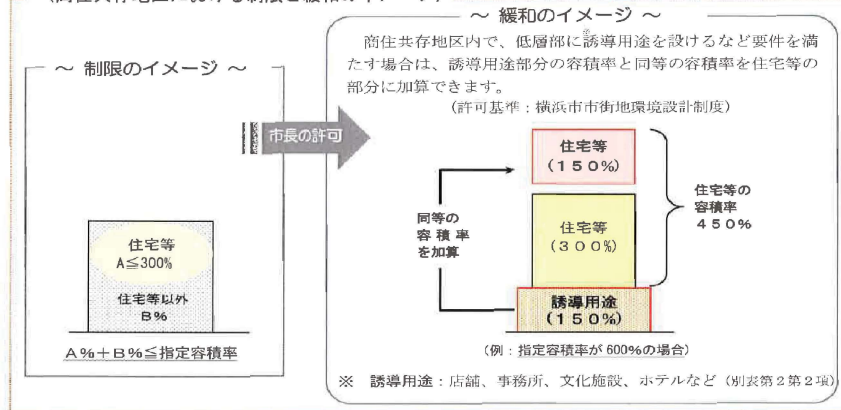 ～ 制限のイメージ ～
住宅等
A≦300%
住宅等以外
B%
A%+B%≦指定容積率
市長の許可
～ 緩和のイメージ ～
商住共存地区内で、低層部に誘導用途を設けるなど要件を満
たす場合は、誘導用途部分の容積率と同等の容積率を住宅等の
部分に加算できます。
(許可基準：横浜市市街地環境設計制度)
住宅等
(150%)
住宅等
(300%)
誘導用途
(150%)
同等の
容積率
を加算
住宅等の
容積率
450%
(例：指定容積率が600%の場合)
※ 誘導用途：店舗、事務所、文化施設、ホテルなど (別表第2第2項)